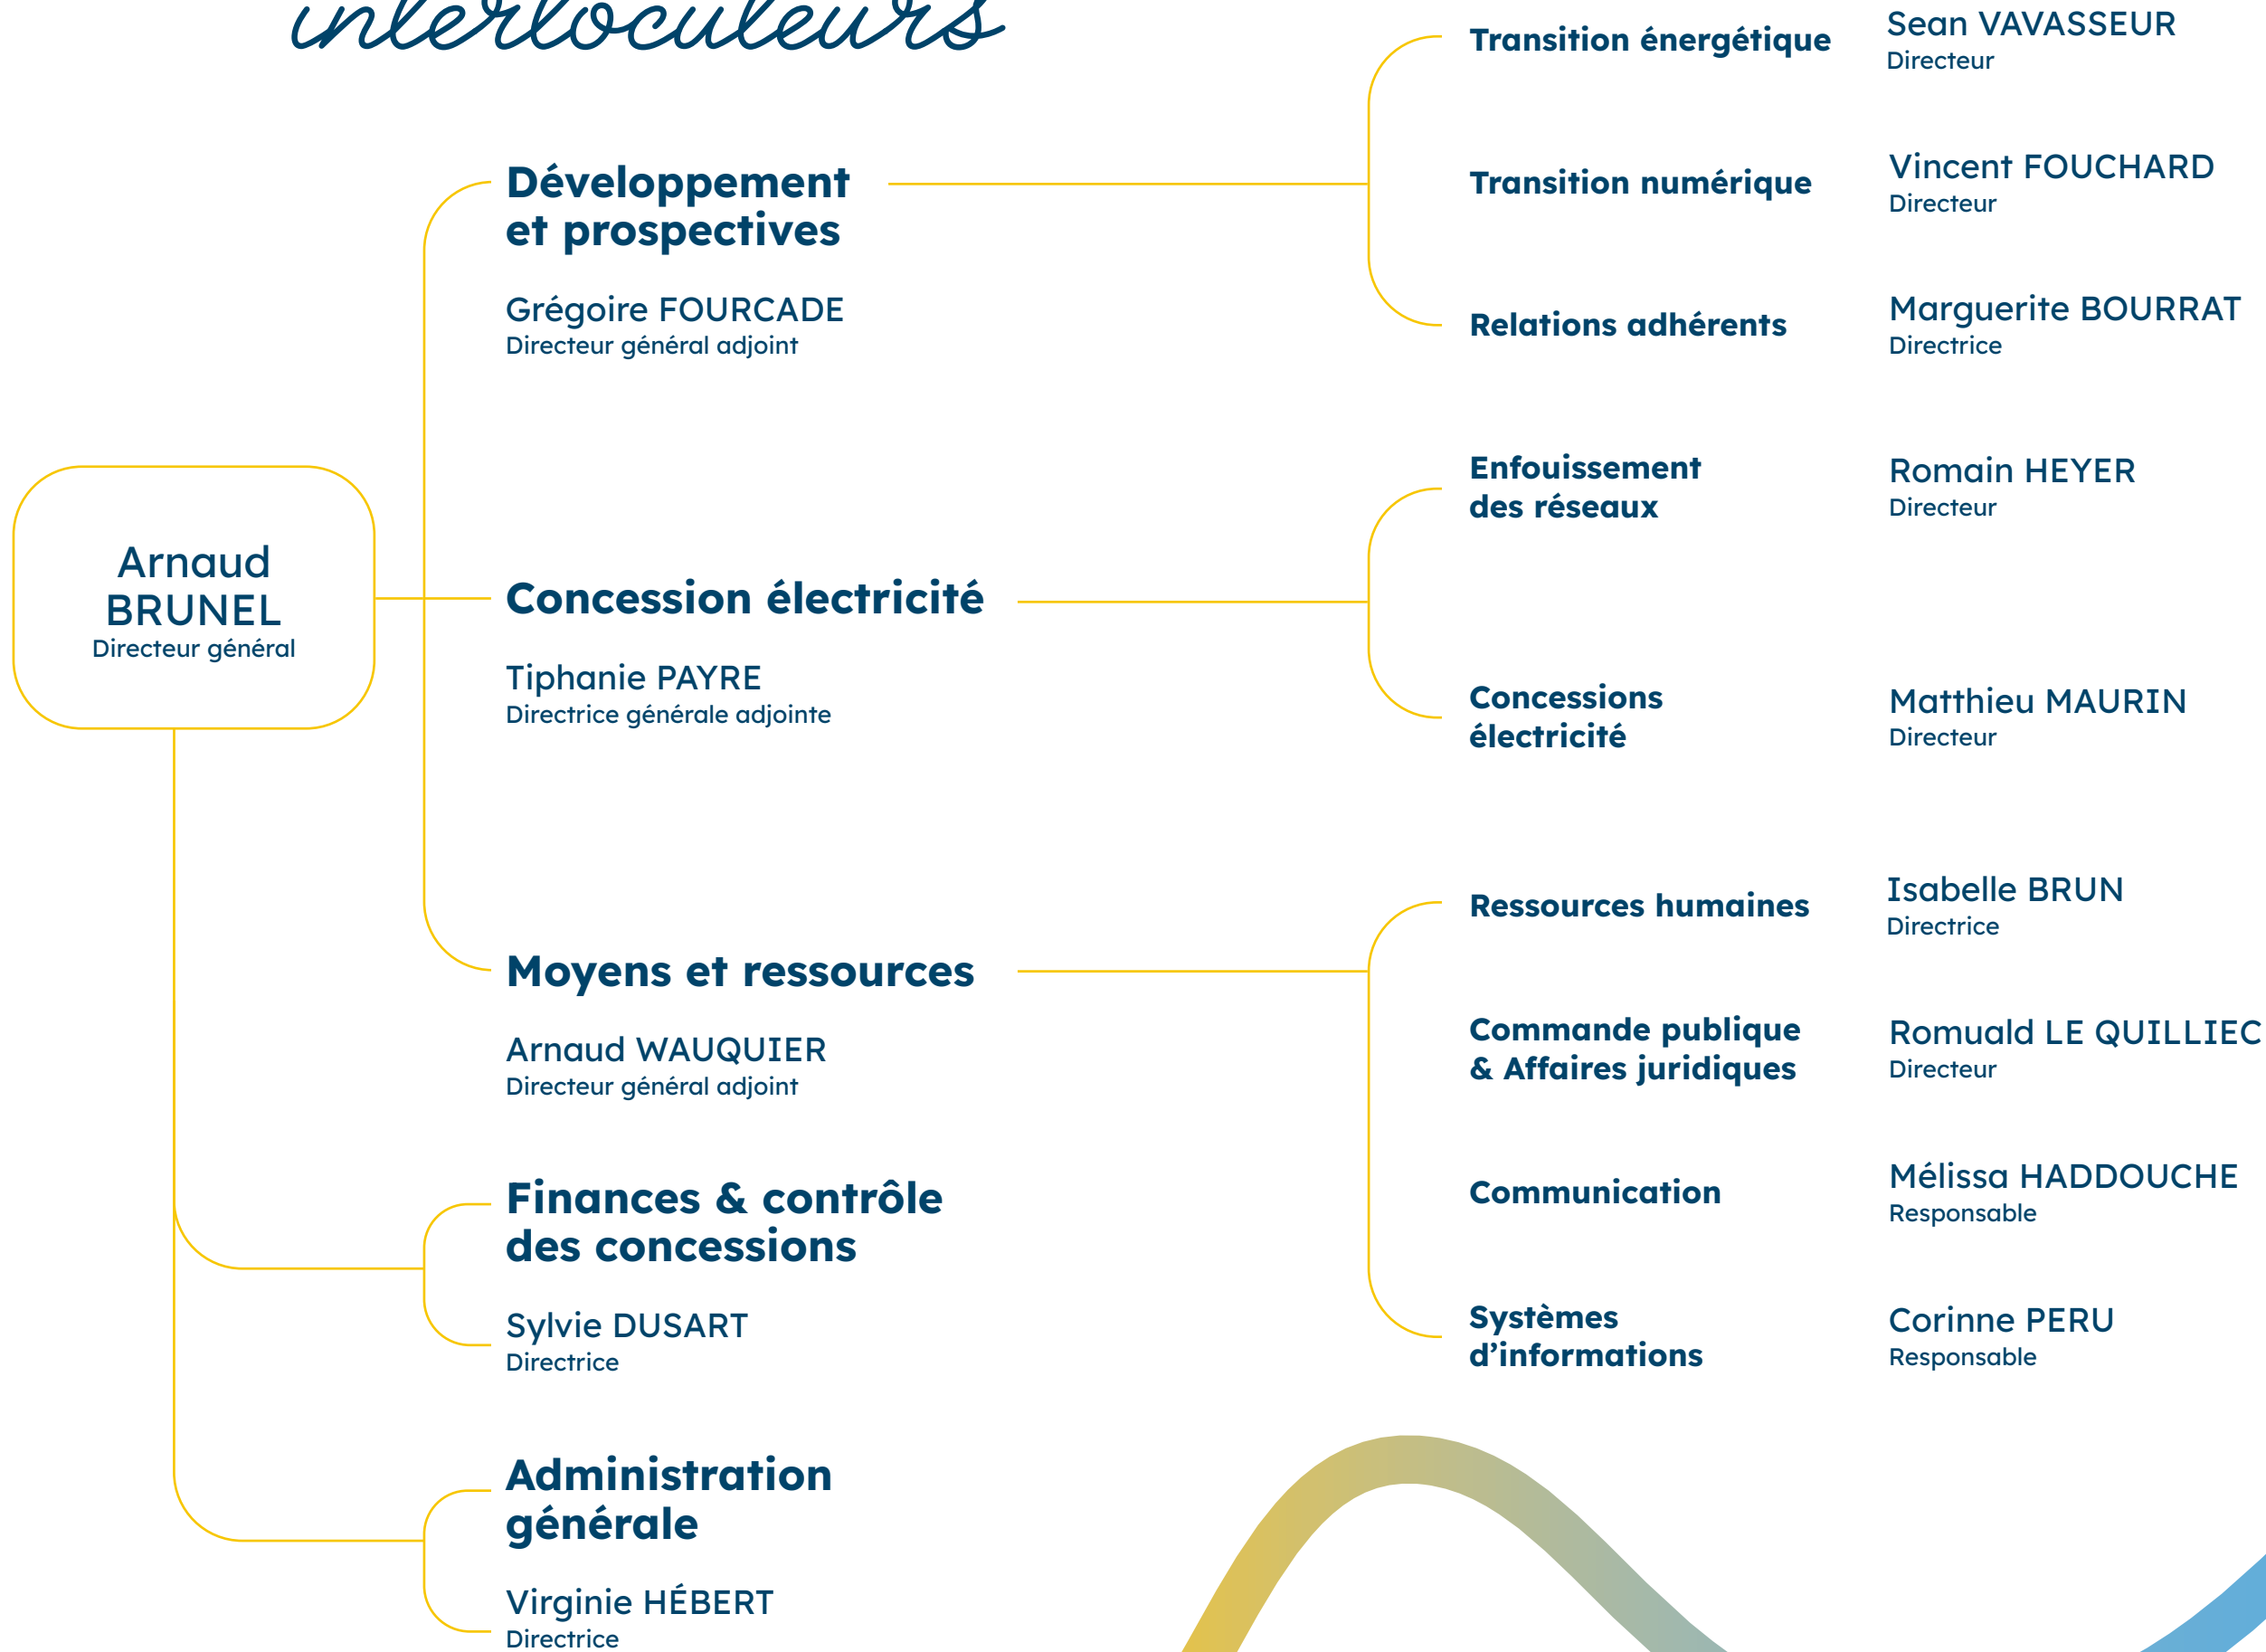 interlocuteurs
Arnaud
BRUNEL
Directeur général
Développement
et prospectives
Grégoire FOURCADE
Directeur général adjoint
Transition énergétique
Sean VAVASSEUR
Directeur
Transition numérique
Vincent FOUCHARD
Directeur
Relations adhérents
Marguerite BOURRAT
Directrice
Concession électricité
Tiphanie PAYRE
Directrice générale adjointe
Enfouissement
des réseaux
Romain HEYER
Directeur
Concessions
électricité
Matthieu MAURIN
Directeur
Moyens et ressources
Arnaud WAUQUIER
Directeur général adjoint
Ressources humaines
Isabelle BRUN
Directrice
Commande publique
& Affaires juridiques
Romuald LE QUILLIEC
Directeur
Communication
Mélissa HADDOUCHE
Responsable
Systèmes
d’informations
Corinne PERU
Responsable
Finances & contrôle
des concessions
Sylvie DUSART
Directrice
Administration
générale
Virginie HÉBERT
Directrice